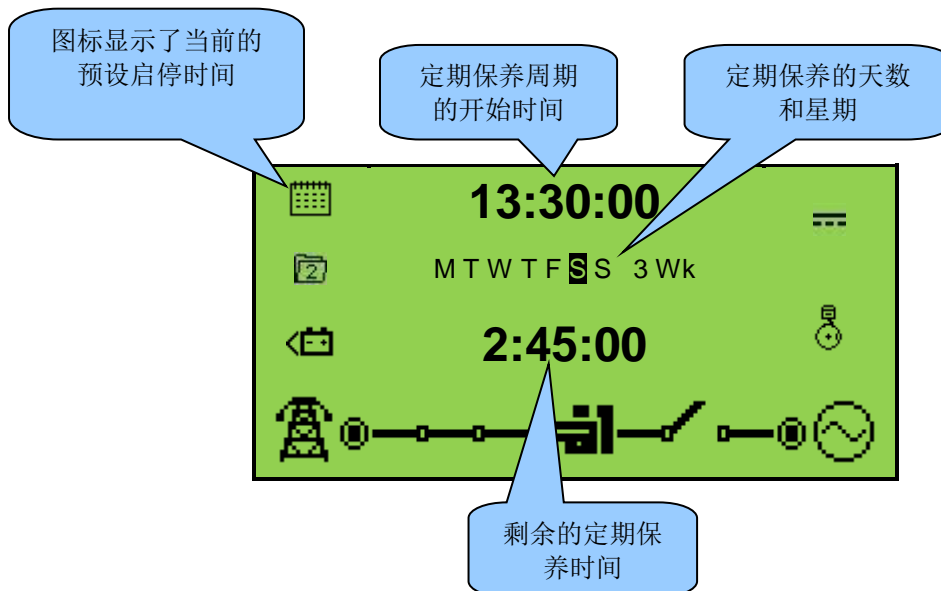 图标显示了当前的
预设启停时间
定期保养周期
的开始时间
定期保养的天数
和星期
13:30:00
2
M T W T F S S 3 Wk
2:45:00
剩余的定期保
养时间